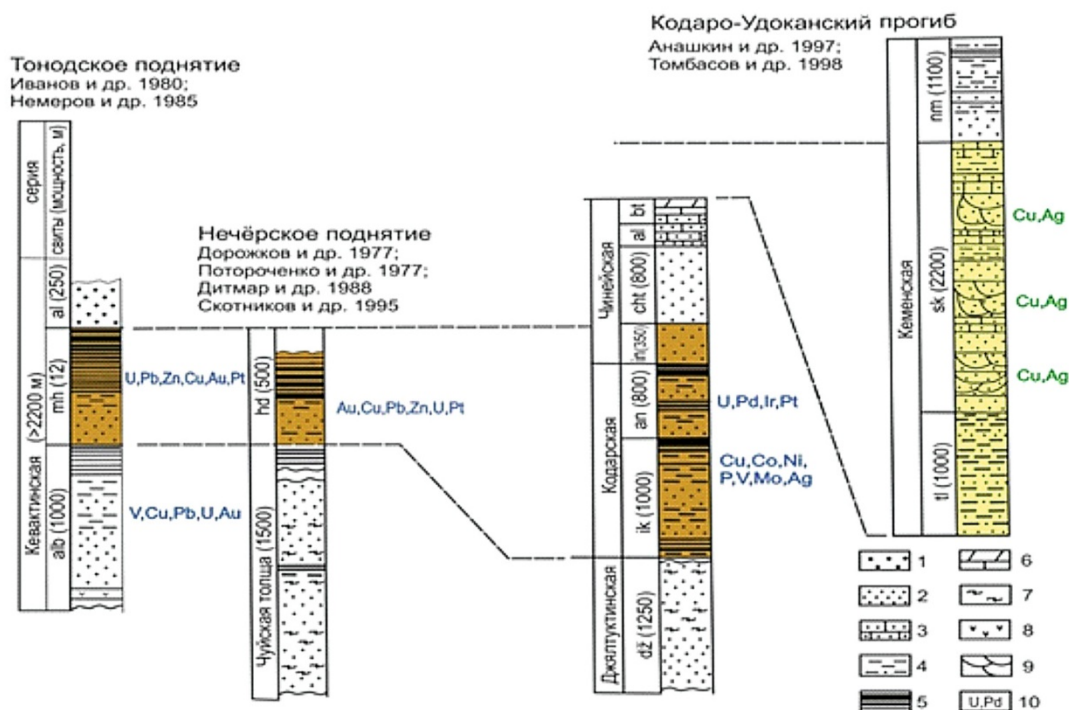 Тонодское поднятие
Иванов и др. 1980;
Немеров и др. 1985
серия
свиты (мощность, м)
Кевактинская (>2200 м)
al (250)
mh (12)
alb (1000)
U,Pb,Zn,Cu,Au,Pt
V,Cu,Pb,U,Au
Нечёрское поднятие
Дорожков и др. 1977;
Потороченко и др. 1977;
Дитмар и др. 1988
Скотников и др. 1995
hd (500)
Чуйская толща (1500)
Au,Cu,Pb,Zn,U,Pt
Кодаро-Удоканский прогиб
Анашкин и др. 1997;
Томбасов и др. 1998
Чинейская
bt
al
cht (800)
in(350)
Кодарская
an (800)
ik (1000)
Джялтуктинская
dž (1250)
U,Pd,Ir,Pt
Cu,Co,Ni,
P,V,Mo,Ag
Кеменская
nm (1100)
sk (2200)
tl (1000)
Cu,Ag
Cu,Ag
Cu,Ag
1
2
3
4
5
6
7
8
9
U,Pd 10